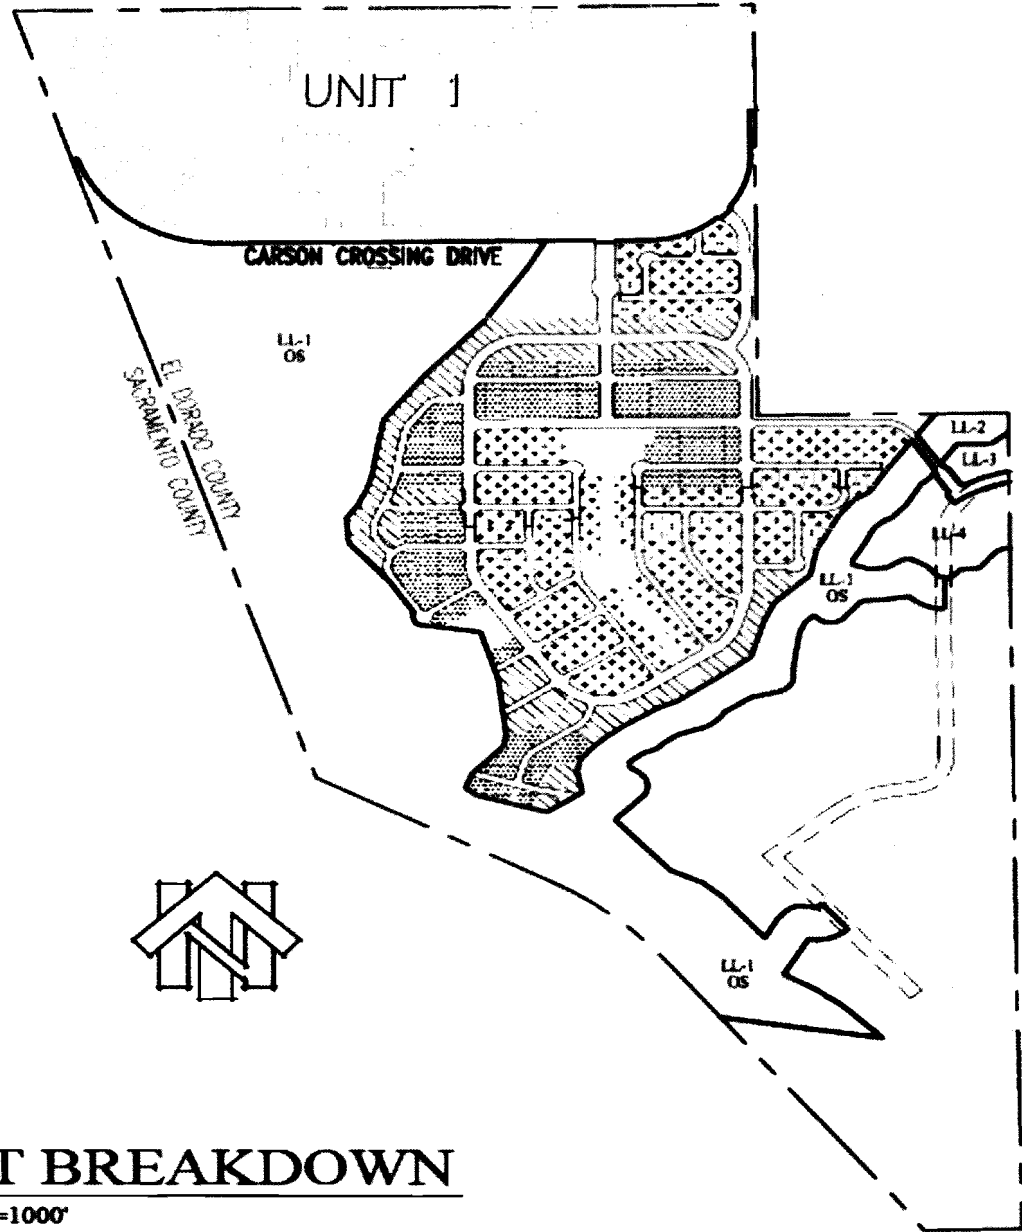 UNIT 1
CARSON CROSSING DRIVE
LL-1
OS
EL DORADO COUNTY
SACRAMENTO COUNTY
LL-2
LL-3
LL-4
LL-1
OS
LL-1
OS
N
T BREAKDOWN
=1000'